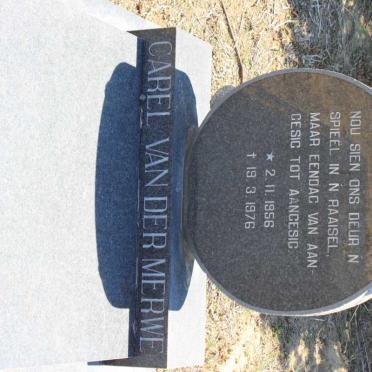 NOU SIEN ONS DEUR 'N
SPIEEL IN 'N RAAISEL,
MAAR EENDAG VAN AAN-
GESIG TOT AANGESIG
★ 2. 11. 1956
† 19. 3. 1976
CAREL VAN DER MERWE